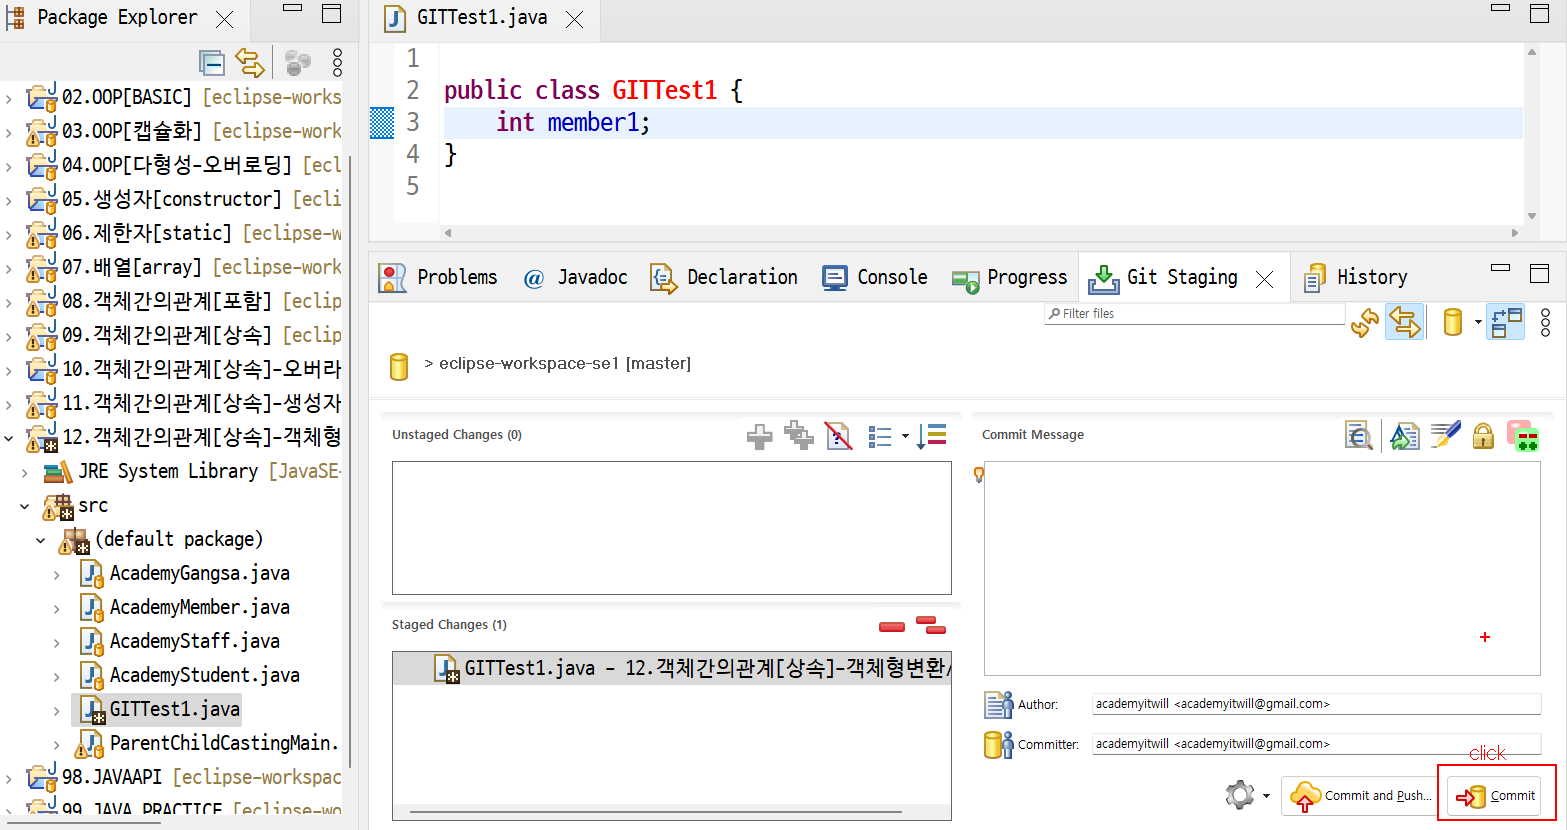 Package Explorer
02.OOP[BASIC] [eclipse-works
03.OOP[캡슐화] [eclipse-work
04.OOP[다형성-오버로딩] [ecl
05.생성자[constructor] [ecli
06.제한자[static] [eclipse-w
07.배열[array] [eclipse-work
08.객체간의관계[포함] [eclip
09.객체간의관계[상속] [eclip
10.객체간의관계[상속]-오버라
11.객체간의관계[상속]-생성자
12.객체간의관계[상속]-객체형
JRE System Library [JavaSE-
src
(default package)
AcademyGangsa.java
AcademyMember.java
AcademyStaff.java
AcademyStudent.java
GITTest1.java
ParentChildCastingMain.
98.JAVAAPI [eclipse-workspac
99.JAVA_PRACTICE [eclipse-wo
GITTest1.java
1
2 public class GITTest1 {
3 int member1;
4 }
5
Problems @ Javadoc Declaration Console Progress Git Staging History
Filter files
> eclipse-workspace-se1 [master]
Unstaged Changes (0)
Staged Changes (1)
GITTest1.java - 12.객체간의관계[상속]-객체형변환/
Commit Message
Author: academyitwill <academyitwill@gmail.com>
Committer: academyitwill <academyitwill@gmail.com>
click
Commit and Push...
Commit